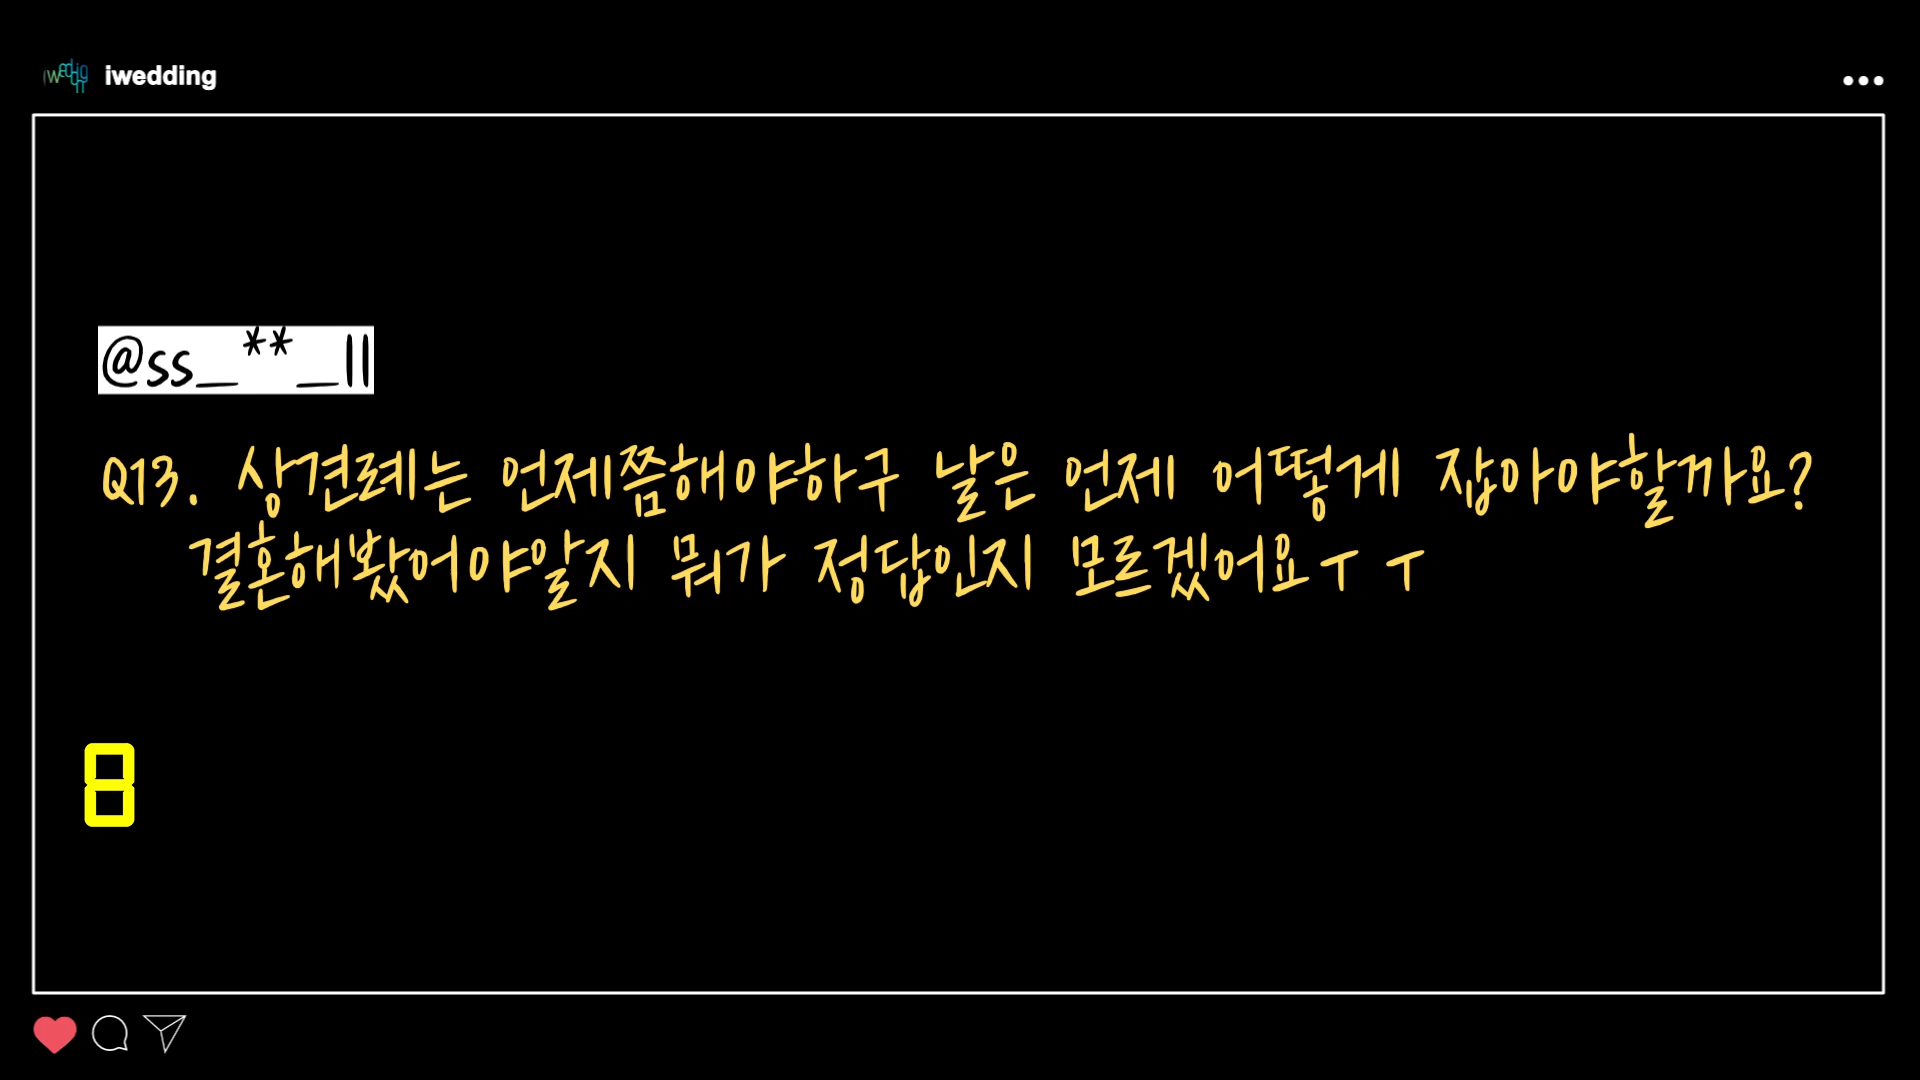 iwedding
iwedding
@ss_**_ll
Q13. 상견례는 언제쯤해야하구 날은 언제 어떻게 잡아야할까요?
결혼해봤어야알지 뭐가 정답인지 모르겠어요ㅜㅜ
8